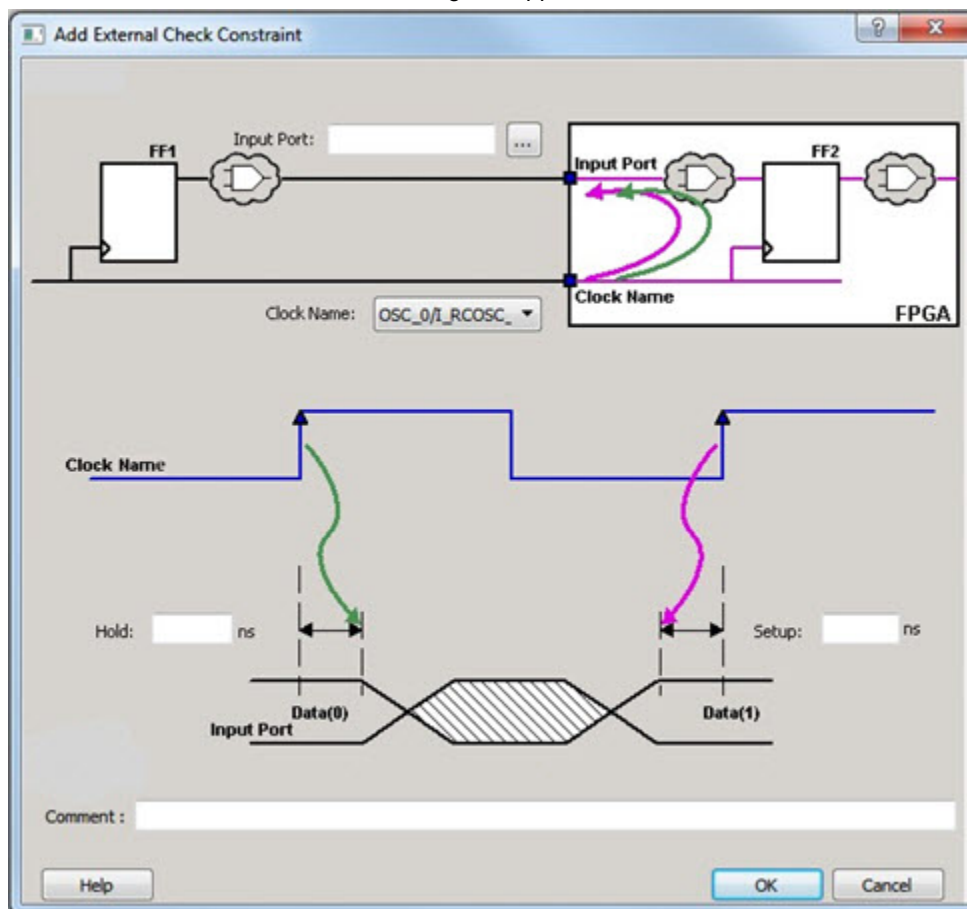 Add External Check Constraint
Input Port:
...
FF1
Input Port
FF2
Clock Name
Clock Name:
OSC_0/I_RCOSC_
FPGA
Clock Name
Hold:
ns
Setup:
ns
Data(0)
Data(1)
Input Port
Comment :
Help
OK
Cancel